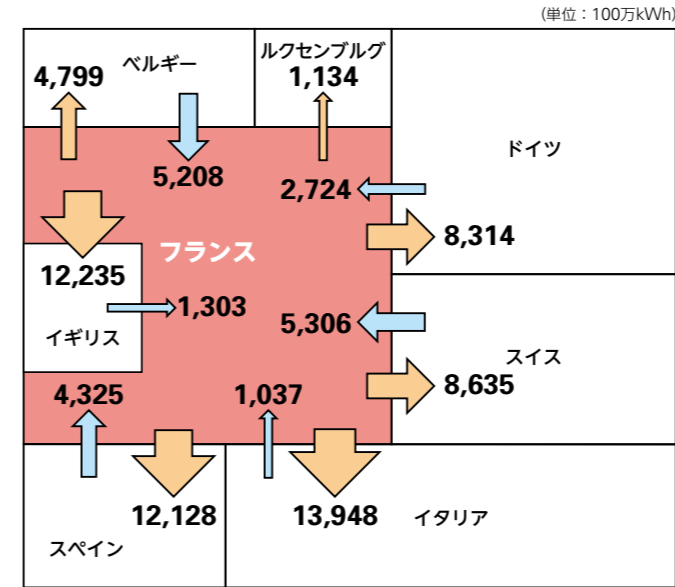 (単位：100万kWh)
ベルギー
4,799
5,208
ルクセンブルグ
1,134
ドイツ
2,724
8,314
フランス
12,235
1,303
イギリス
5,306
スイス
8,635
4,325
1,037
12,128
13,948
イタリア
スペイン